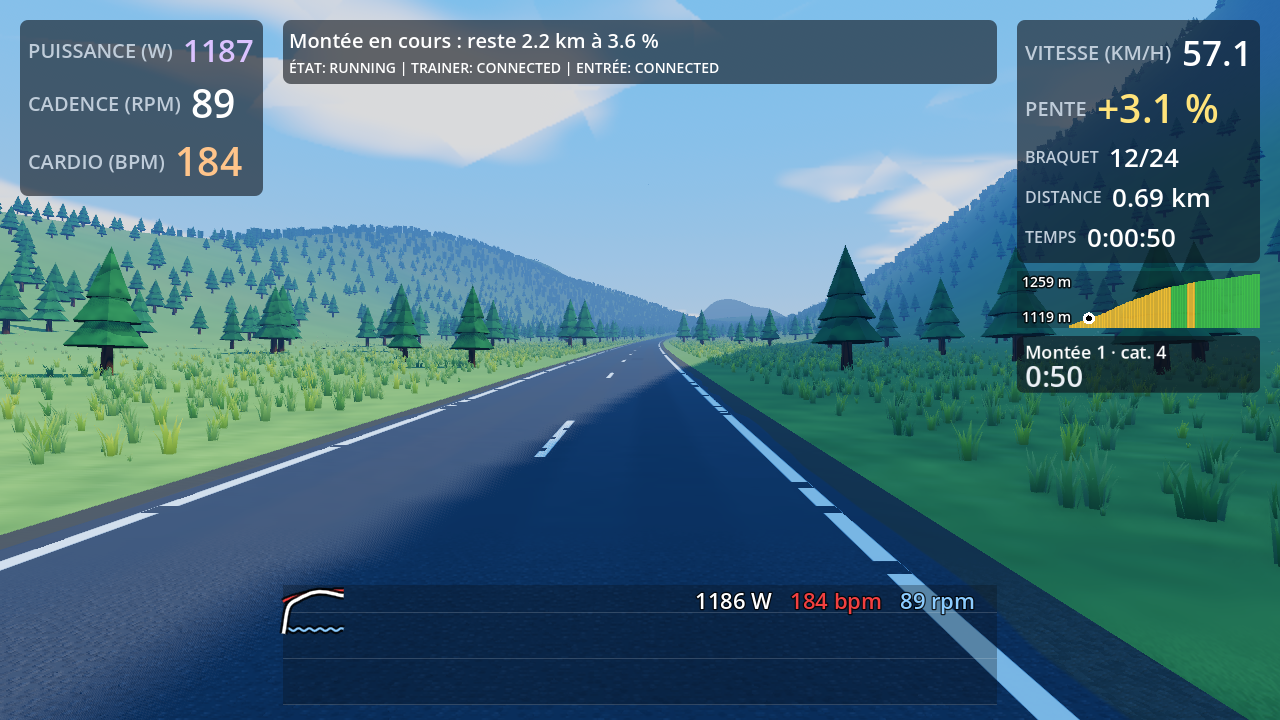 PUISSANCE (W) 1187
CADENCE (RPM) 89
CARDIO (BPM) 184
Montée en cours : reste 2.2 km à 3.6 %
ÉTAT: RUNNING | TRAINER: CONNECTED | ENTRÉE: CONNECTED
VITESSE (KM/H) 57.1
PENTE +3.1 %
BRAQUET 12/24
DISTANCE 0.69 km
TEMPS 0:00:50
1259 m
1119 m
Montée 1 · cat. 4
0:50
1186 W 184 bpm 89 rpm